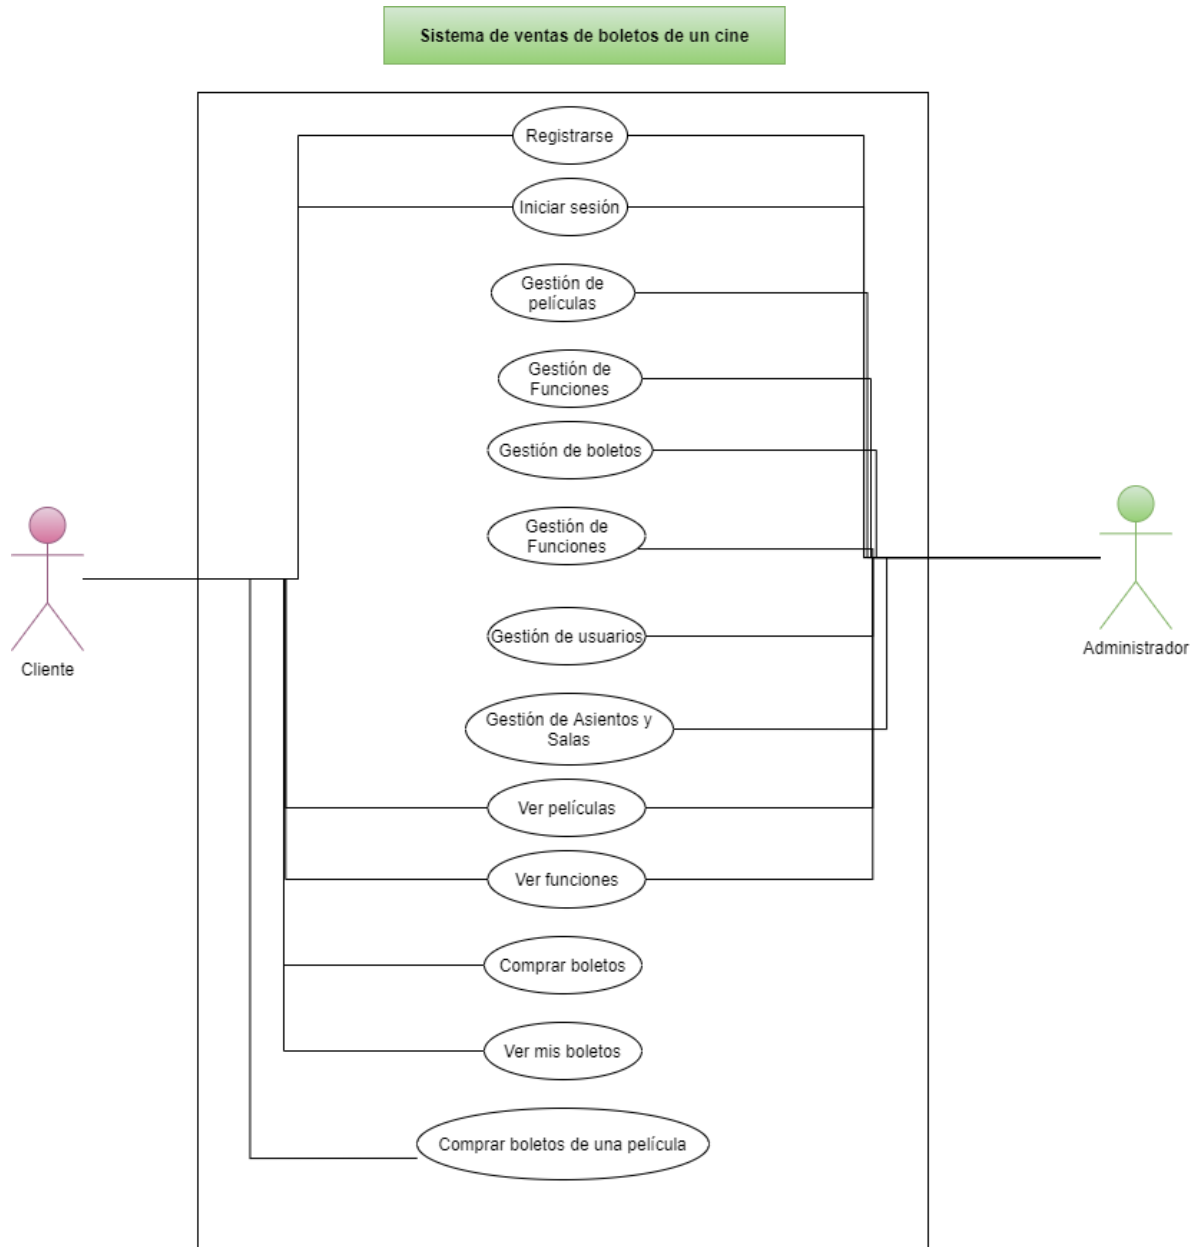 Sistema de ventas de boletos de un cine
Registrarse
Iniciar sesión
Gestión de
películas
Gestión de
Funciones
Gestión de boletos
Gestión de
Funciones
Gestión de usuarios
Gestión de Asientos y
Salas
Ver películas
Ver funciones
Comprar boletos
Ver mis boletos
Comprar boletos de una película
Cliente
Administrador